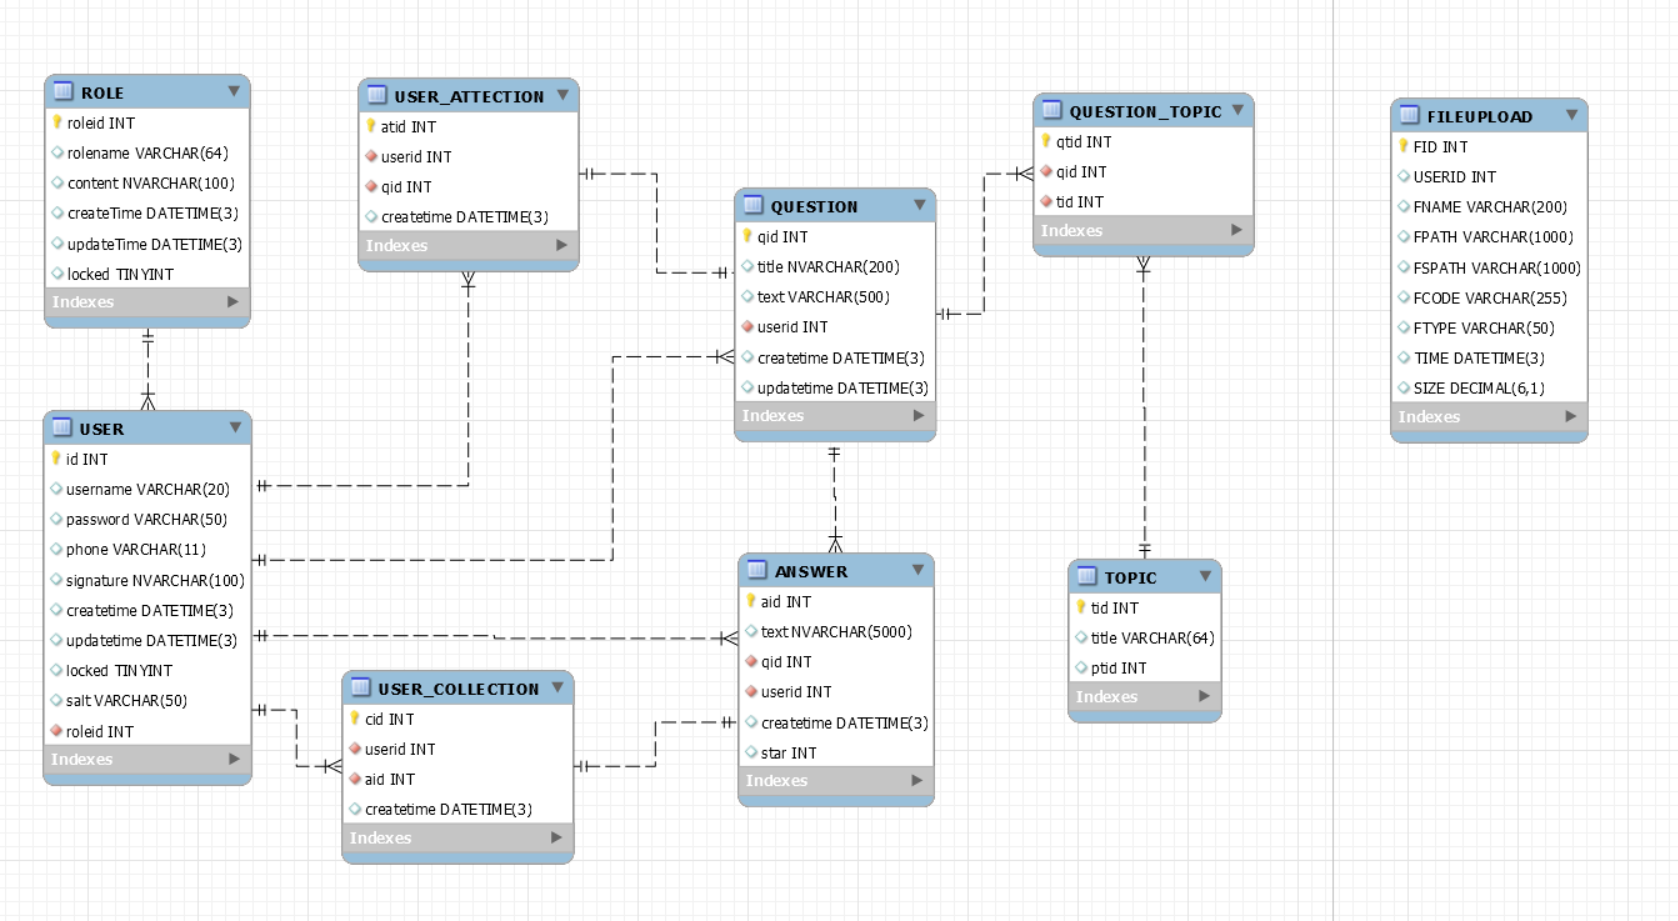 ROLE
roleid INT
rolename VARCHAR(64)
content NVARCHAR(100)
createTime DATETIME(3)
updateTime DATETIME(3)
locked TINYINT
Indexes
USER_ATTECTION
atid INT
userid INT
qid INT
createtime DATETIME(3)
Indexes
QUESTION
qid INT
title NVARCHAR(200)
text VARCHAR(500)
userid INT
createtime DATETIME(3)
updatetime DATETIME(3)
Indexes
QUESTION_TOPIC
qtid INT
qid INT
tid INT
Indexes
FILEUPLOAD
FID INT
USERID INT
FNAME VARCHAR(200)
FPATH VARCHAR(1000)
FSPATH VARCHAR(1000)
FCODE VARCHAR(255)
FTYPE VARCHAR(50)
TIME DATETIME(3)
SIZE DECIMAL(6,1)
Indexes
USER
id INT
username VARCHAR(20)
password VARCHAR(50)
phone VARCHAR(11)
signature NVARCHAR(100)
createtime DATETIME(3)
updatetime DATETIME(3)
locked TINYINT
salt VARCHAR(50)
roleid INT
Indexes
USER_COLLECTION
cid INT
userid INT
aid INT
createtime DATETIME(3)
Indexes
ANSWER
aid INT
text NVARCHAR(5000)
qid INT
userid INT
createtime DATETIME(3)
star INT
Indexes
TOPIC
tid INT
title VARCHAR(64)
ptid INT
Indexes